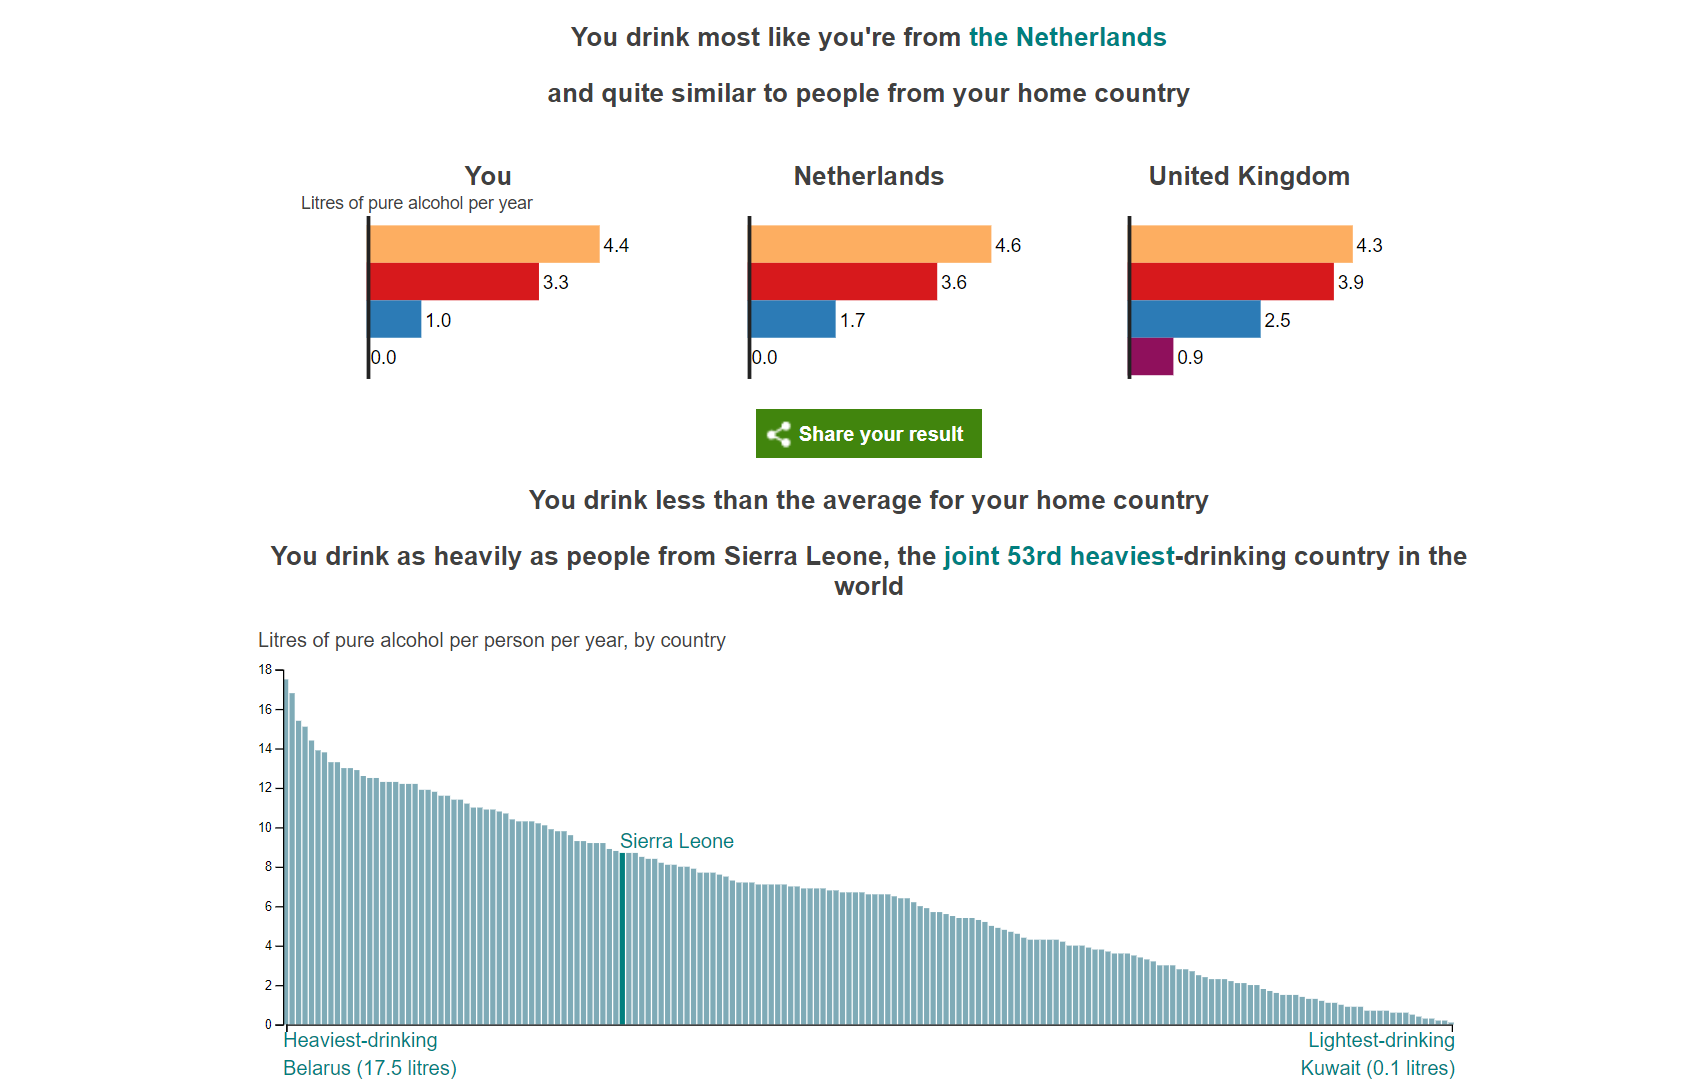 You drink most like you're from the Netherlands
and quite similar to people from your home country
You
Litres of pure alcohol per year
4.4
3.3
1.0
0.0
Netherlands
4.6
3.6
1.7
0.0
United Kingdom
4.3
3.9
2.5
0.9
Share your result
You drink less than the average for your home country
You drink as heavily as people from Sierra Leone, the joint 53rd heaviest-drinking country in the
world
Litres of pure alcohol per person per year, by country
18
16
14
12
10
8
6
4
2
0
Sierra Leone
Heaviest-drinking
Belarus (17.5 litres)
Lightest-drinking
Kuwait (0.1 litres)